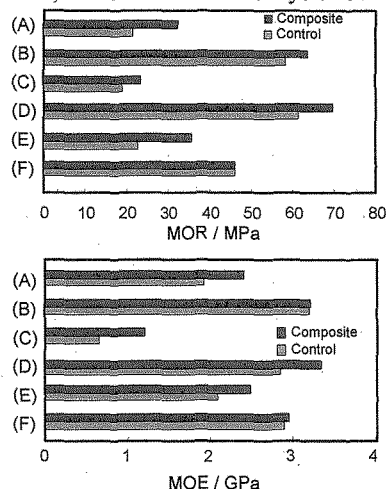 (A)
(B)
(C)
(D)
(E)
(F)
Composite
Control
0 10 20 30 40 50 60 70 80
MOR / MPa
(A)
(B)
(C)
(D)
(E)
(F)
Composite
Control
0 1 2 3 4
MOE / GPa